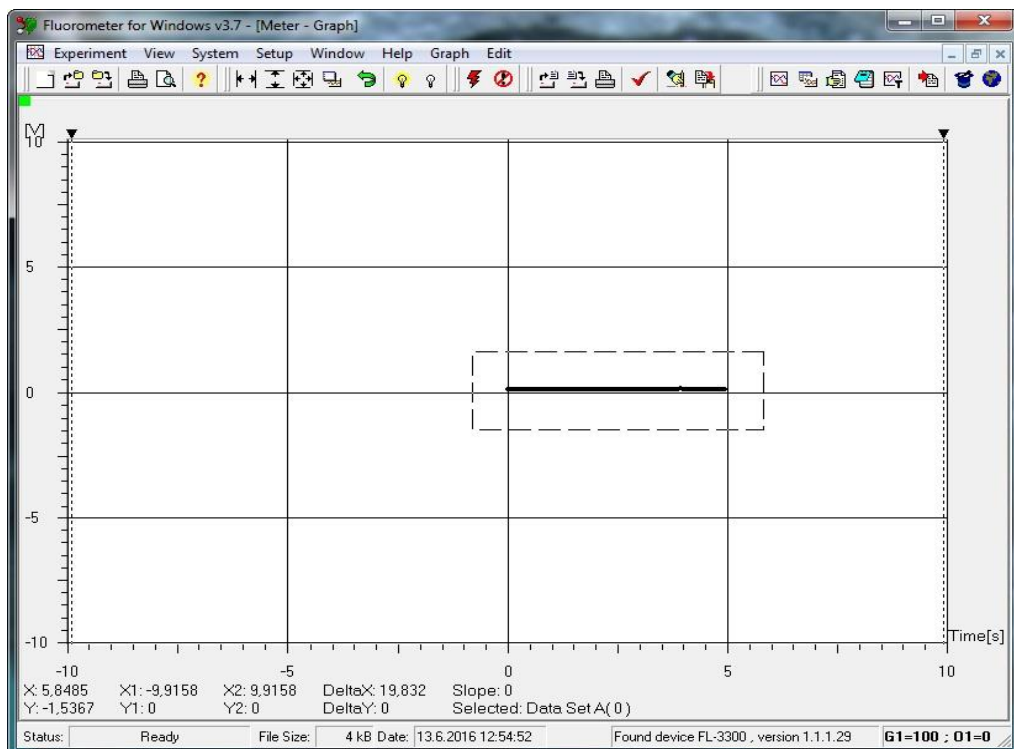 Fluorometer for Windows v3.7 - [Meter - Graph]
Experiment View System Setup Window Help Graph Edit
[V]
10
5
0
-5
-10
Time[s]
-10 -5 0 5 10
X: 5,8485 X1: -9,9158 X2: 9,9158 DeltaX: 19,832 Slope: 0
Y: -1,5367 Y1: 0 Y2: 0 DeltaY: 0 Selected: Data Set A( 0 )
Status: Ready File Size: 4 kB Date: 13.6.2016 12:54:52 Found device FL-3300 , version 1.1.1.29 G1=100 ; O1=0